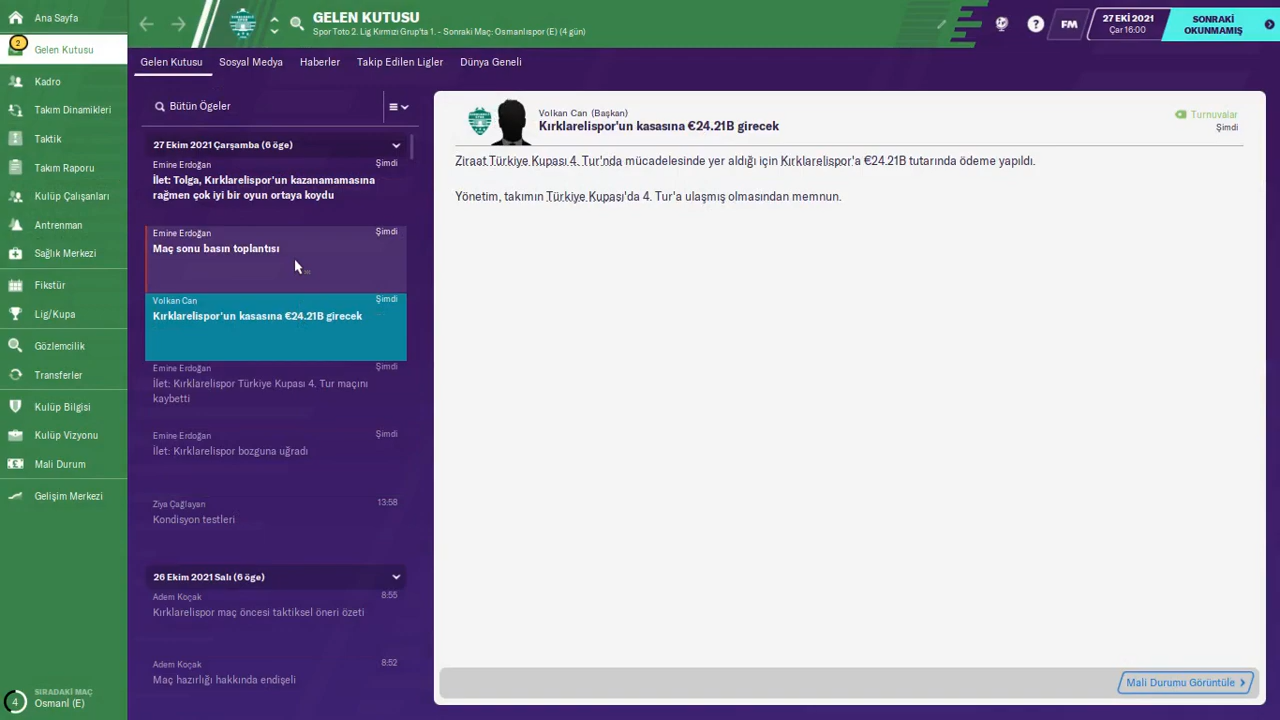 Ana Sayfa
2
Gelen Kutusu
Kadro
Takım Dinamikleri
Taktik
Takım Raporu
Kulüp Çalışanları
Antrenman
Sağlık Merkezi
Fikstür
Lig/Kupa
Gözlemcilik
Transferler
Kulüp Bilgisi
Kulüp Vizyonu
Mali Durum
Gelişim Merkezi
4
SIRADAKİ MAÇ
Osmanl (E)
GELEN KUTUSU
Spor Toto 2. Lig Kırmızı Grup'ta 1. - Sonraki Maç: Osmanlıspor (E) (4 gün)
?
FM
27 EKİ 2021
Çar 16:00
SONRAKİ
OKUNMAMIŞ
Gelen Kutusu
Sosyal Medya
Haberler
Takip Edilen Ligler
Dünya Geneli
Bütün Ögeler
27 Ekim 2021 Çarşamba (6 öge)
Emine Erdoğan Şimdi
İlet: Tolga, Kırklarelispor'un kazanamamasına
rağmen çok iyi bir oyun ortaya koydu
Emine Erdoğan Şimdi
Maç sonu basın toplantısı
Volkan Can Şimdi
Kırklarelispor'un kasasına €24.21B girecek
Emine Erdoğan Şimdi
İlet: Kırklarelispor Türkiye Kupası 4. Tur maçını
kaybetti
Emine Erdoğan Şimdi
İlet: Kırklarelispor bozguna uğradı
Ziya Çağlayan 13:58
Kondisyon testleri
26 Ekim 2021 Salı (6 öge)
Adem Koçak 8:55
Kırklarelispor maç öncesi taktiksel öneri özeti
Adem Koçak 8:52
Maç hazırlığı hakkında endişeli
Volkan Can (Başkan)
Kırklarelispor'un kasasına €24.21B girecek
Turnuvalar
Şimdi
Ziraat Türkiye Kupası 4. Tur'nda mücadelesinde yer aldığı için Kırklarelispor'a €24.21B tutarında ödeme yapıldı.
Yönetim, takımın Türkiye Kupası'da 4. Tur'a ulaşmış olmasından memnun.
Mali Durumu Görüntüle